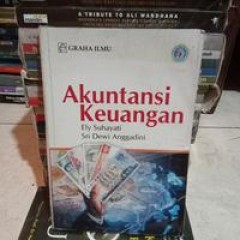 A TRIBUTE TO ALI WARDHANA
GRAHA ILMU
Akuntansi
Keuangan
Ely Suhayati
Sri Dewi Anggadini